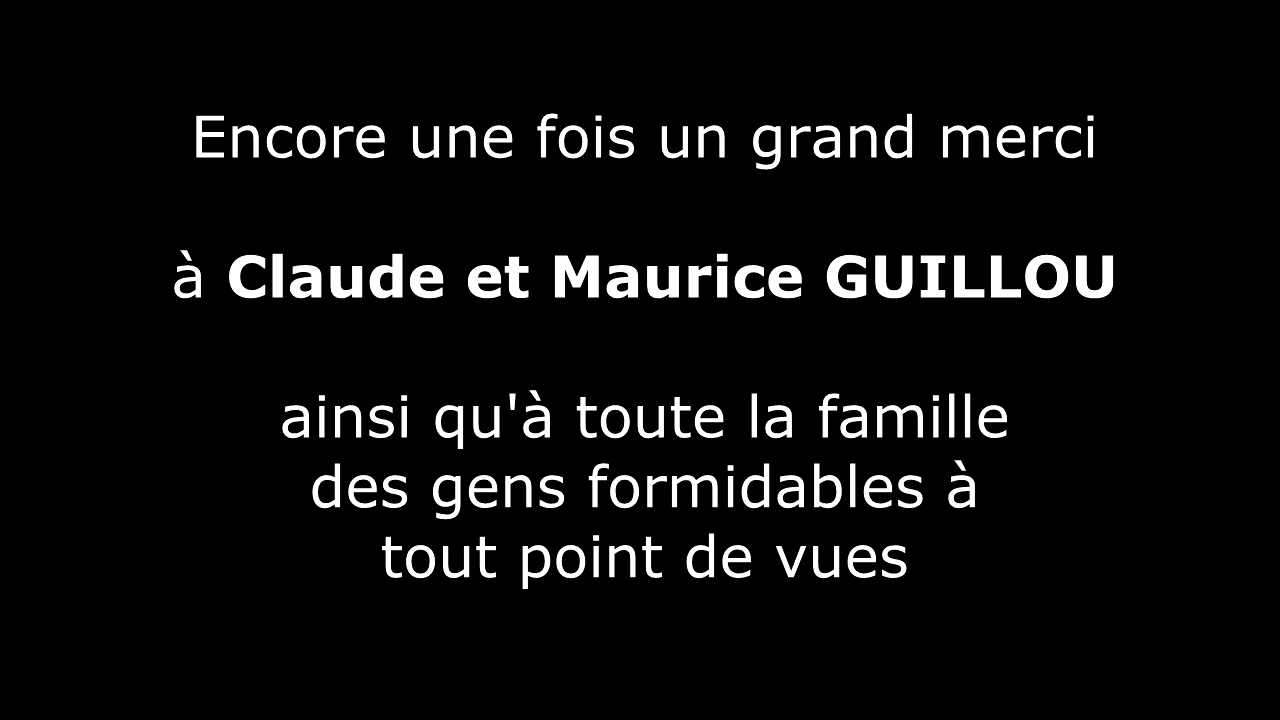 Encore une fois un grand merci
à Claude et Maurice GUILLOU
ainsi qu'à toute la famille
des gens formidables à
tout point de vues